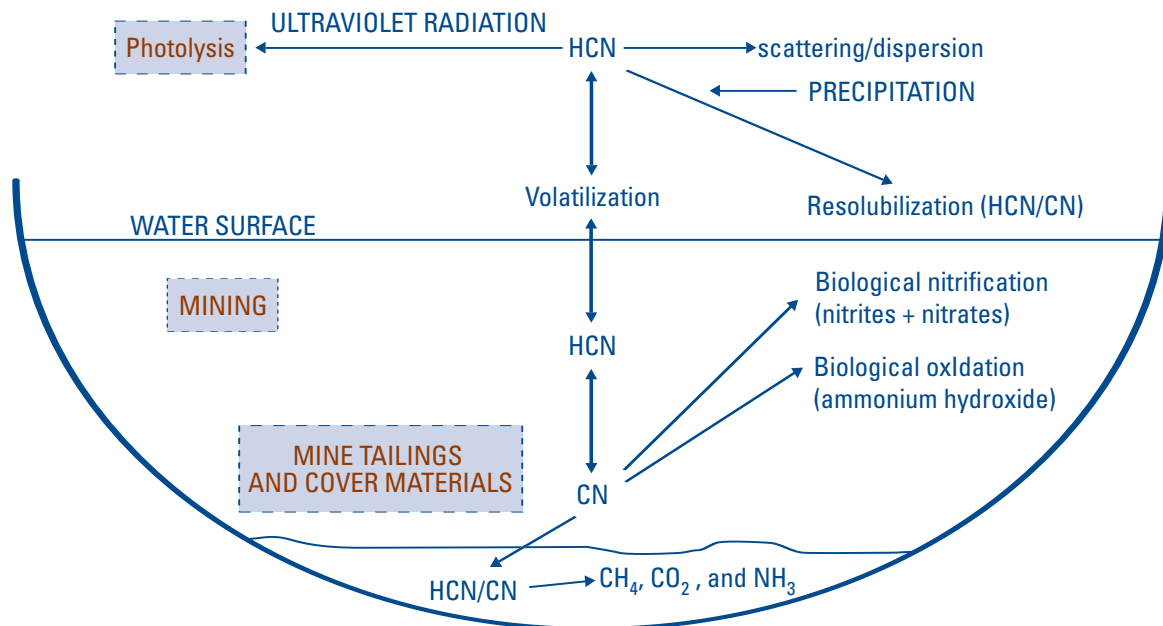 ULTRAVIOLET RADIATION
Photolysis
HCN
scattering/dispersion
PRECIPITATION
Volatilization
Resolubilization (HCN/CN)
WATER SURFACE
MINING
Biological nitrification
(nitrites + nitrates)
HCN
Biological oxIdation
(ammonium hydroxide)
MINE TAILINGS
AND COVER MATERIALS
CN
HCN/CN
CH₄, CO₂ , and NH₃